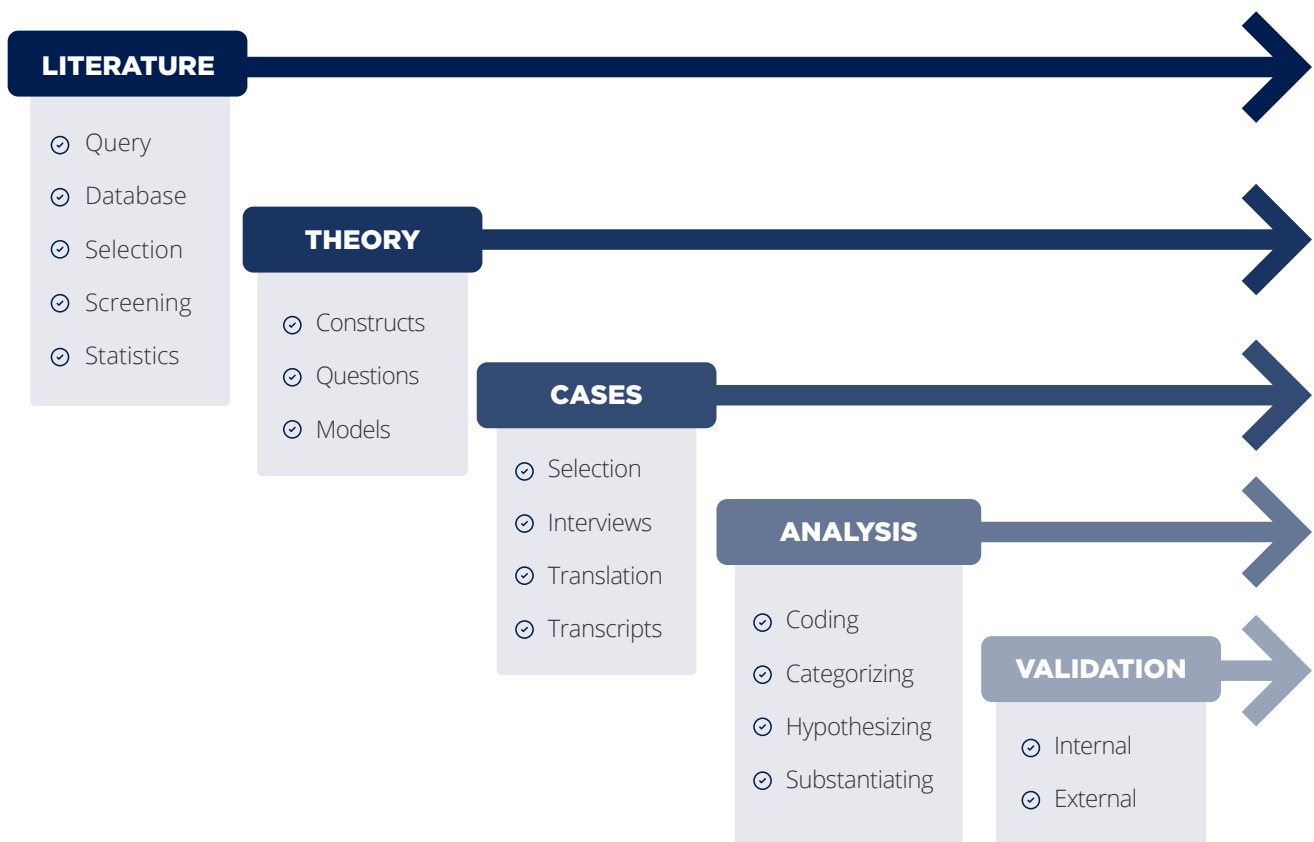 LITERATURE
Query
Database
Selection
Screening
Statistics
THEORY
Constructs
Questions
Models
CASES
Selection
Interviews
Translation
Transcripts
ANALYSIS
Coding
Categorizing
Hypothesizing
Substantiating
VALIDATION
Internal
External